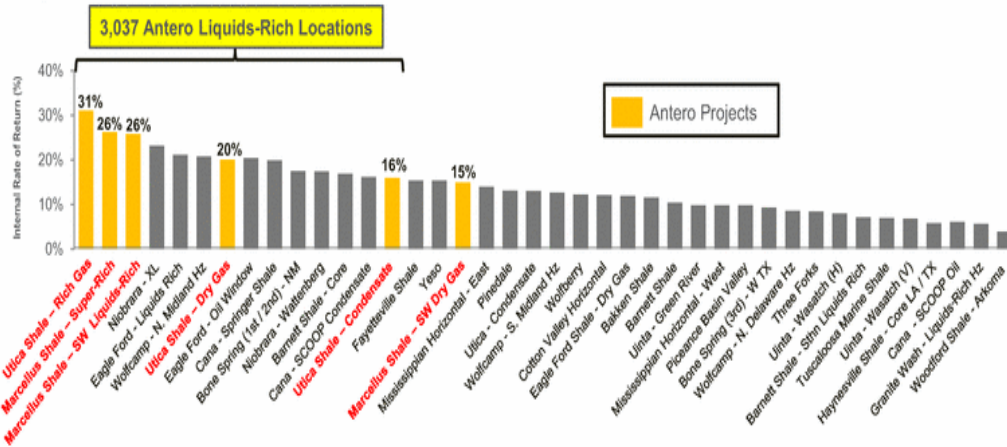 3,037 Antero Liquids-Rich Locations
Internal Rate of Return (%)
40%
30%
20%
10%
0%
31%
26%
26%
20%
16%
15%
Antero Projects
Utica Shale – Rich Gas
Marcellus Shale – Super-Rich
Marcellus Shale – SW Liquids-Rich
Niobrara - XL
Eagle Ford - Liquids Rich
Wolfcamp - N. Midland Hz
Utica Shale – Dry Gas
Eagle Ford - Oil Window
Cana - Springer Shale
Bone Spring (1st / 2nd) - NM
Niobrara - Wattenberg
Barnett Shale - Core
Cana - SCOOP Condensate
Utica Shale – Condensate
Fayetteville Shale
Yeso
Marcellus Shale – SW Dry Gas
Mississippian Horizontal - East
Pinedale
Utica - Condensate
Wolfcamp - S. Midland Hz
Wolfberry
Cotton Valley Horizontal
Eagle Ford Shale - Dry Gas
Bakken Shale
Barnett Shale
Uinta - Green River
Mississippian Horizontal - West
Piceance Basin Valley
Bone Spring (3rd) - W TX
Wolfcamp - N. Delaware Hz
Three Forks
Uinta - Wasatch (H)
Barnett Shale - Sthrn Liquids Rich
Tuscaloosa Marine Shale
Uinta - Wasatch (V)
Haynesville Shale - Core LA / TX
Cana - SCOOP Oil
Granite Wash - Liquids-Rich Hz
Woodford Shale - Arkoma